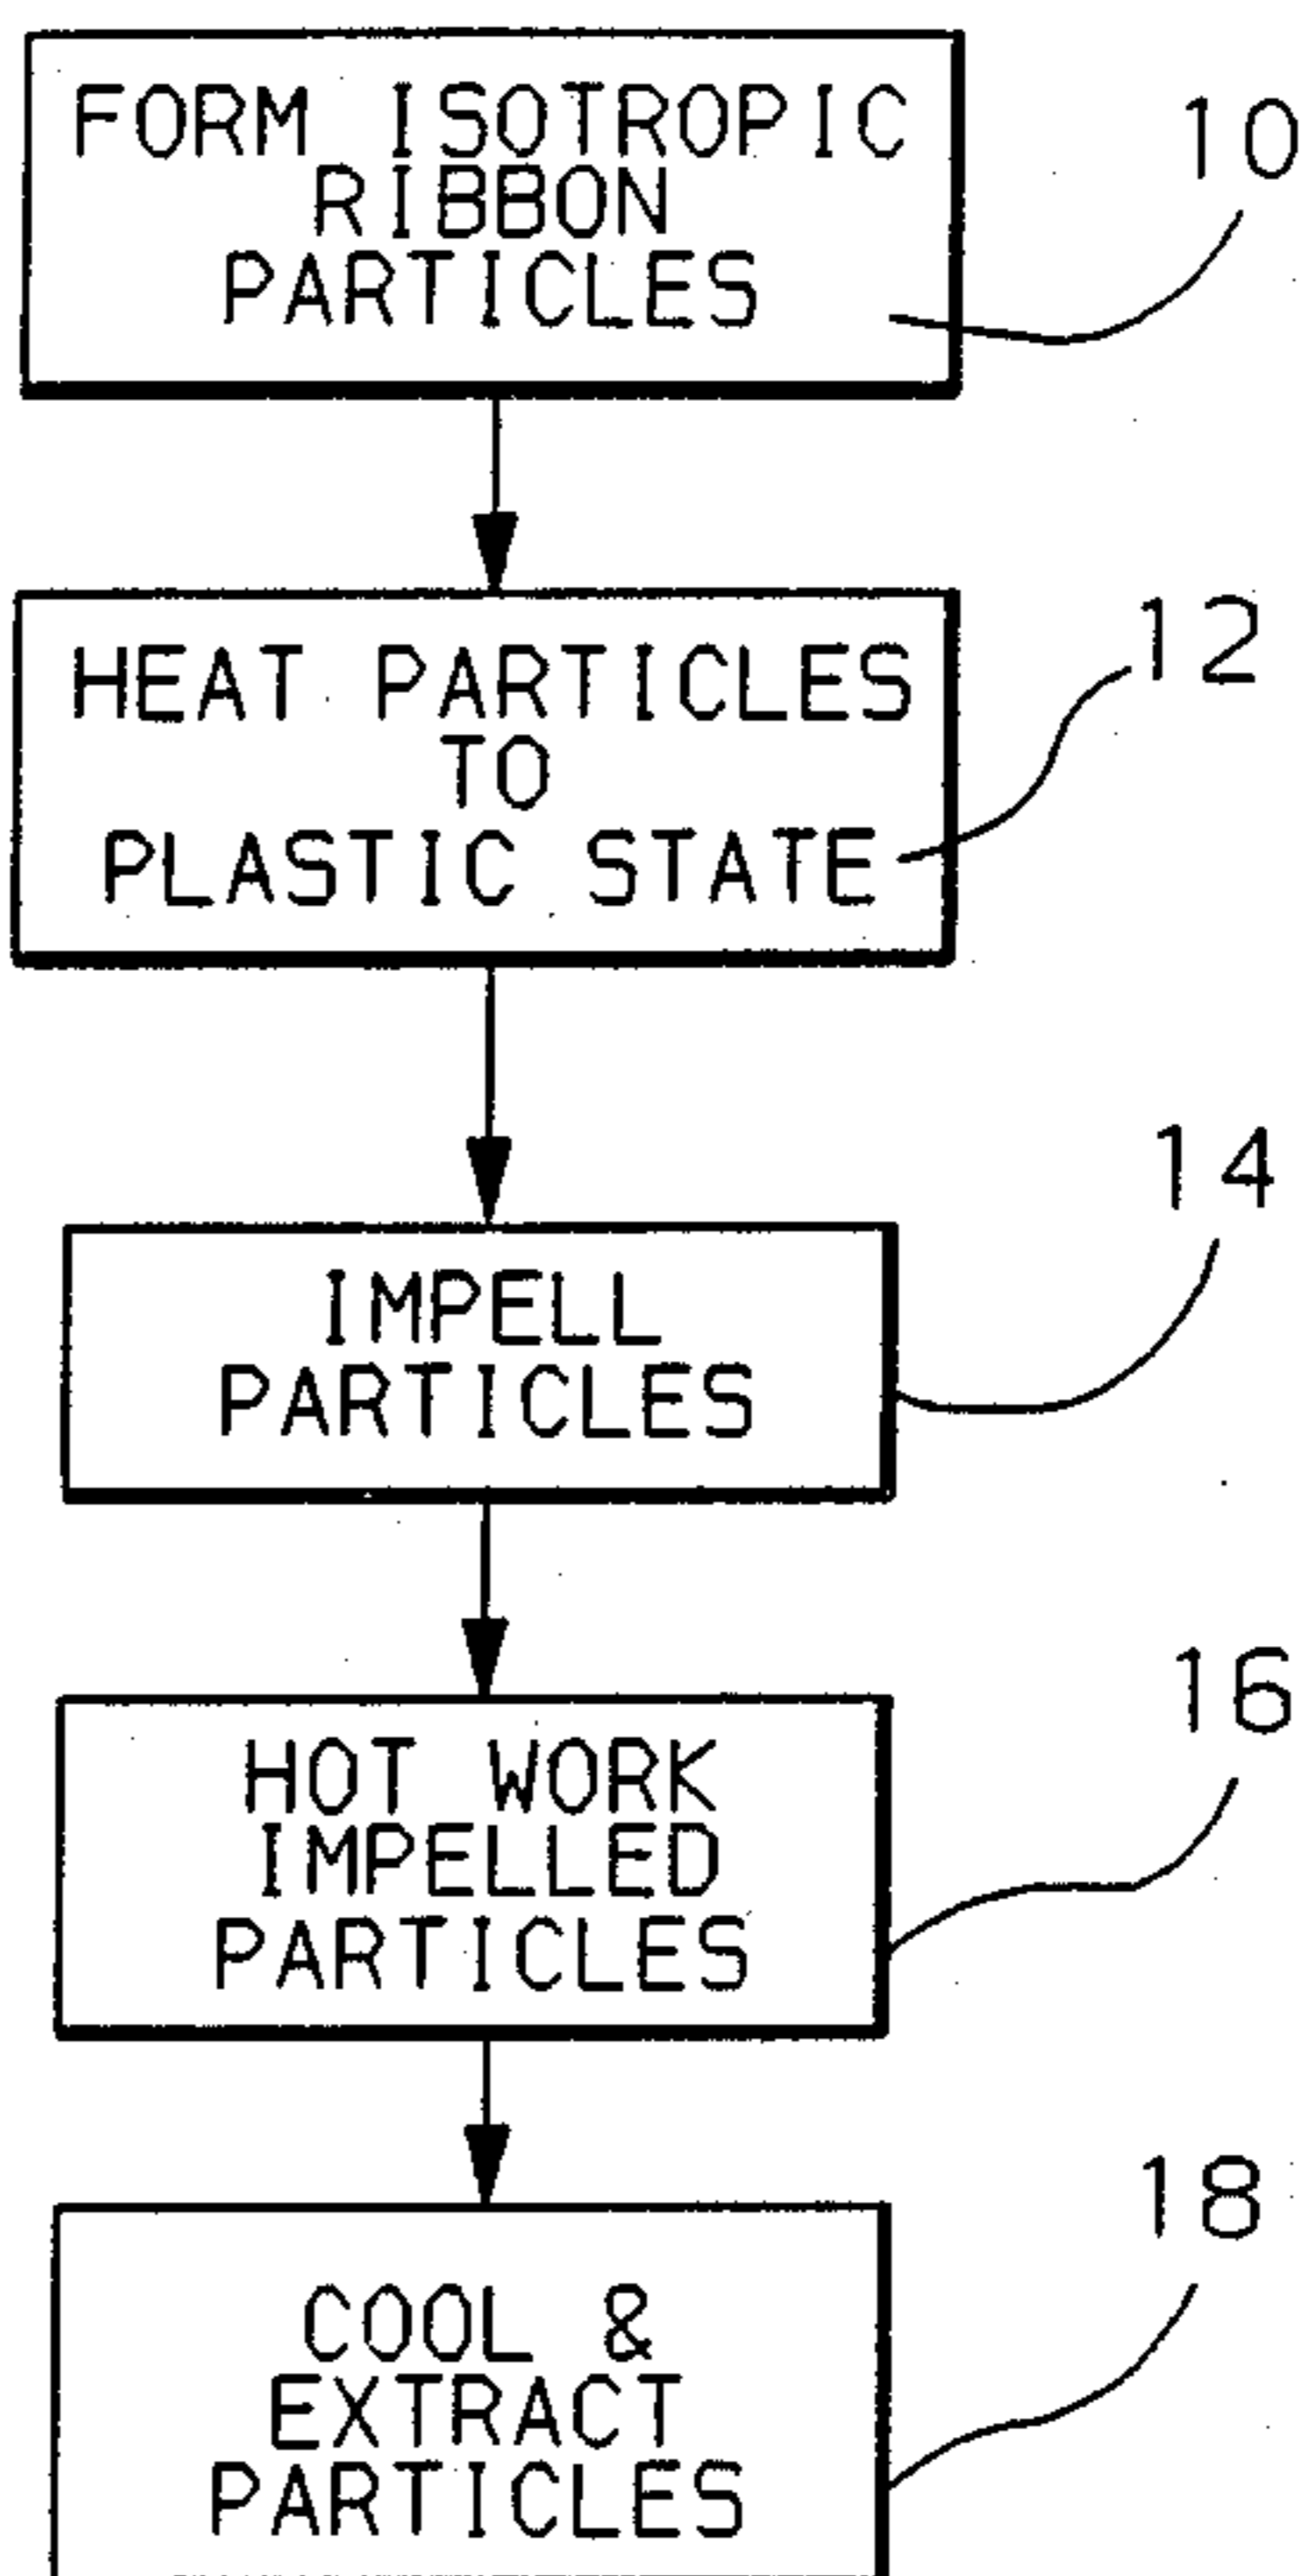 FORM ISOTROPIC
RIBBON
PARTICLES
10
HEAT PARTICLES
TO
PLASTIC STATE
12
IMPELL
PARTICLES
14
HOT WORK
IMPELLED
PARTICLES
16
COOL &
EXTRACT
PARTICLES
18